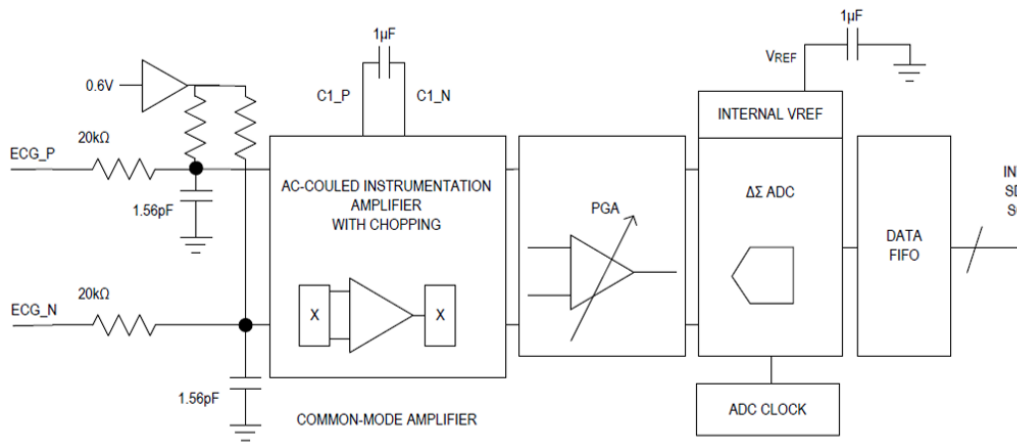 1µF
1µF
VREF
0.6V
C1_P
C1_N
INTERNAL VREF
20kΩ
ECG_P
AC-COULED INSTRUMENTATION
AMPLIFIER
WITH CHOPPING
ΔΣ ADC
1.56pF
PGA
DATA
FIFO
20kΩ
ECG_N
X
X
1.56pF
COMMON-MODE AMPLIFIER
ADC CLOCK